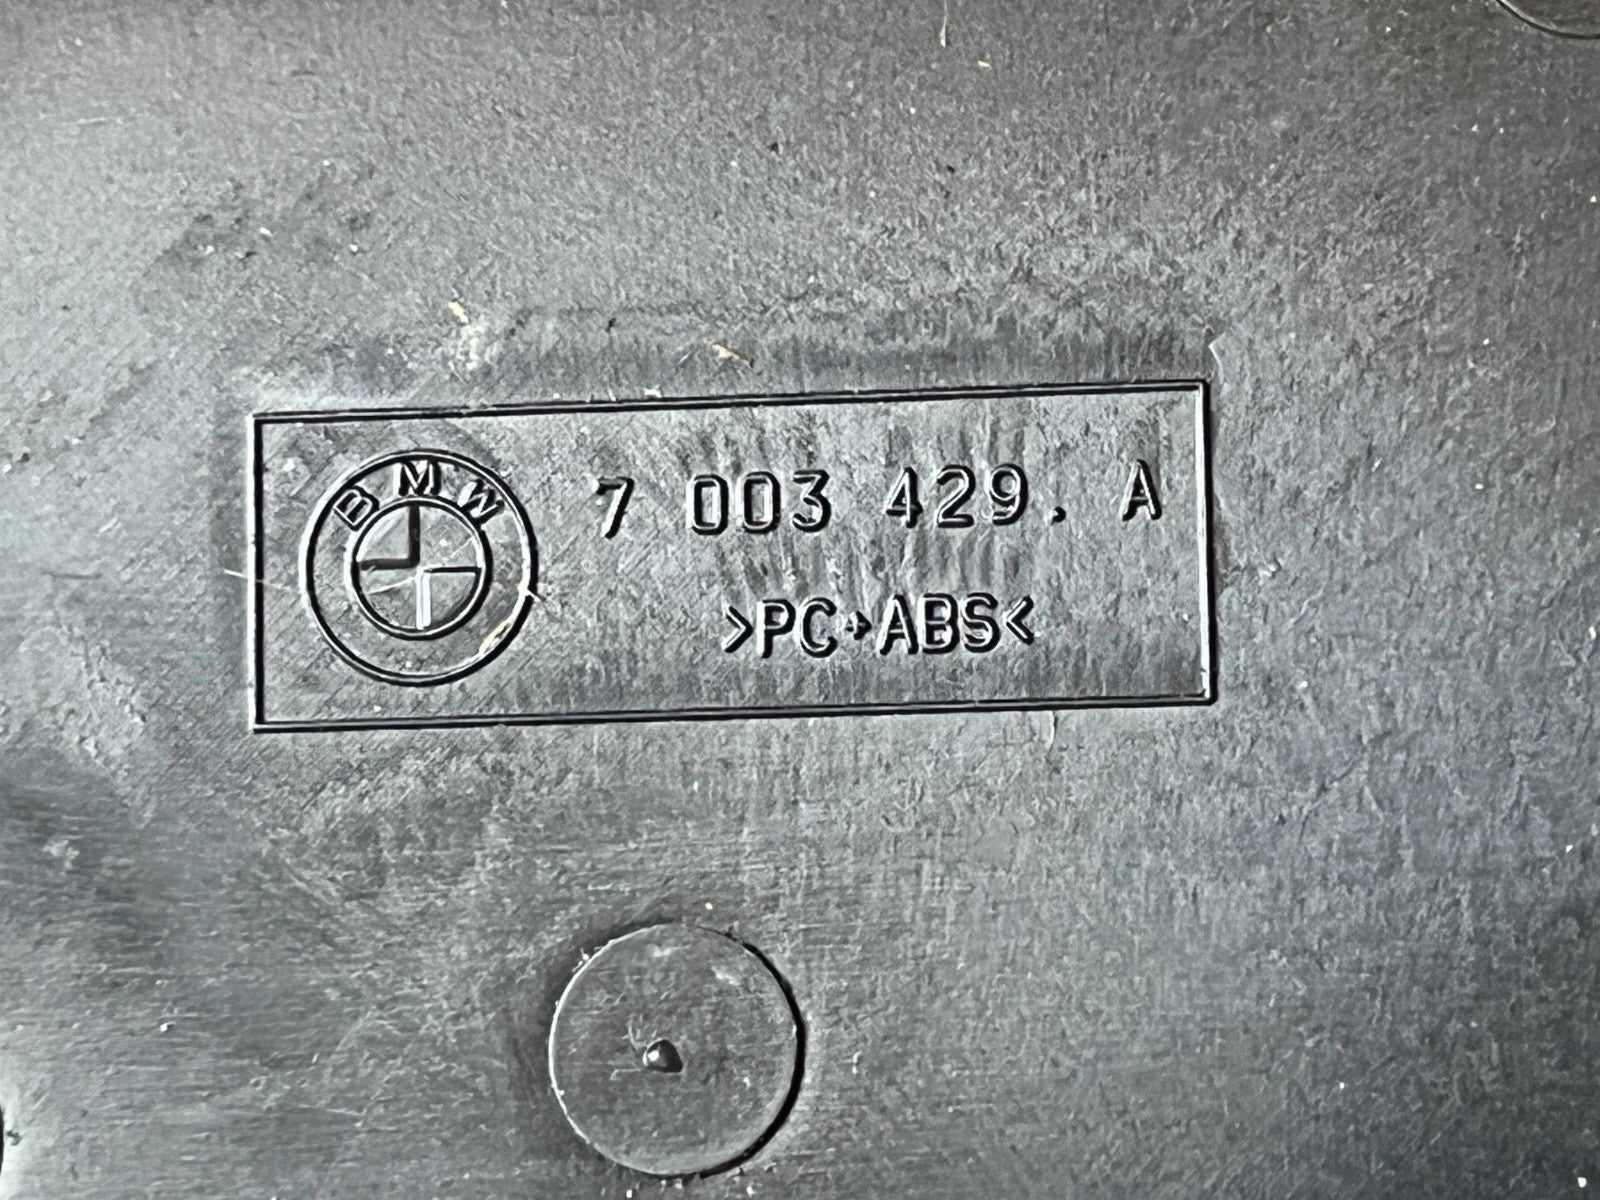 BMW
7 003 429. A
>PC+ABS<